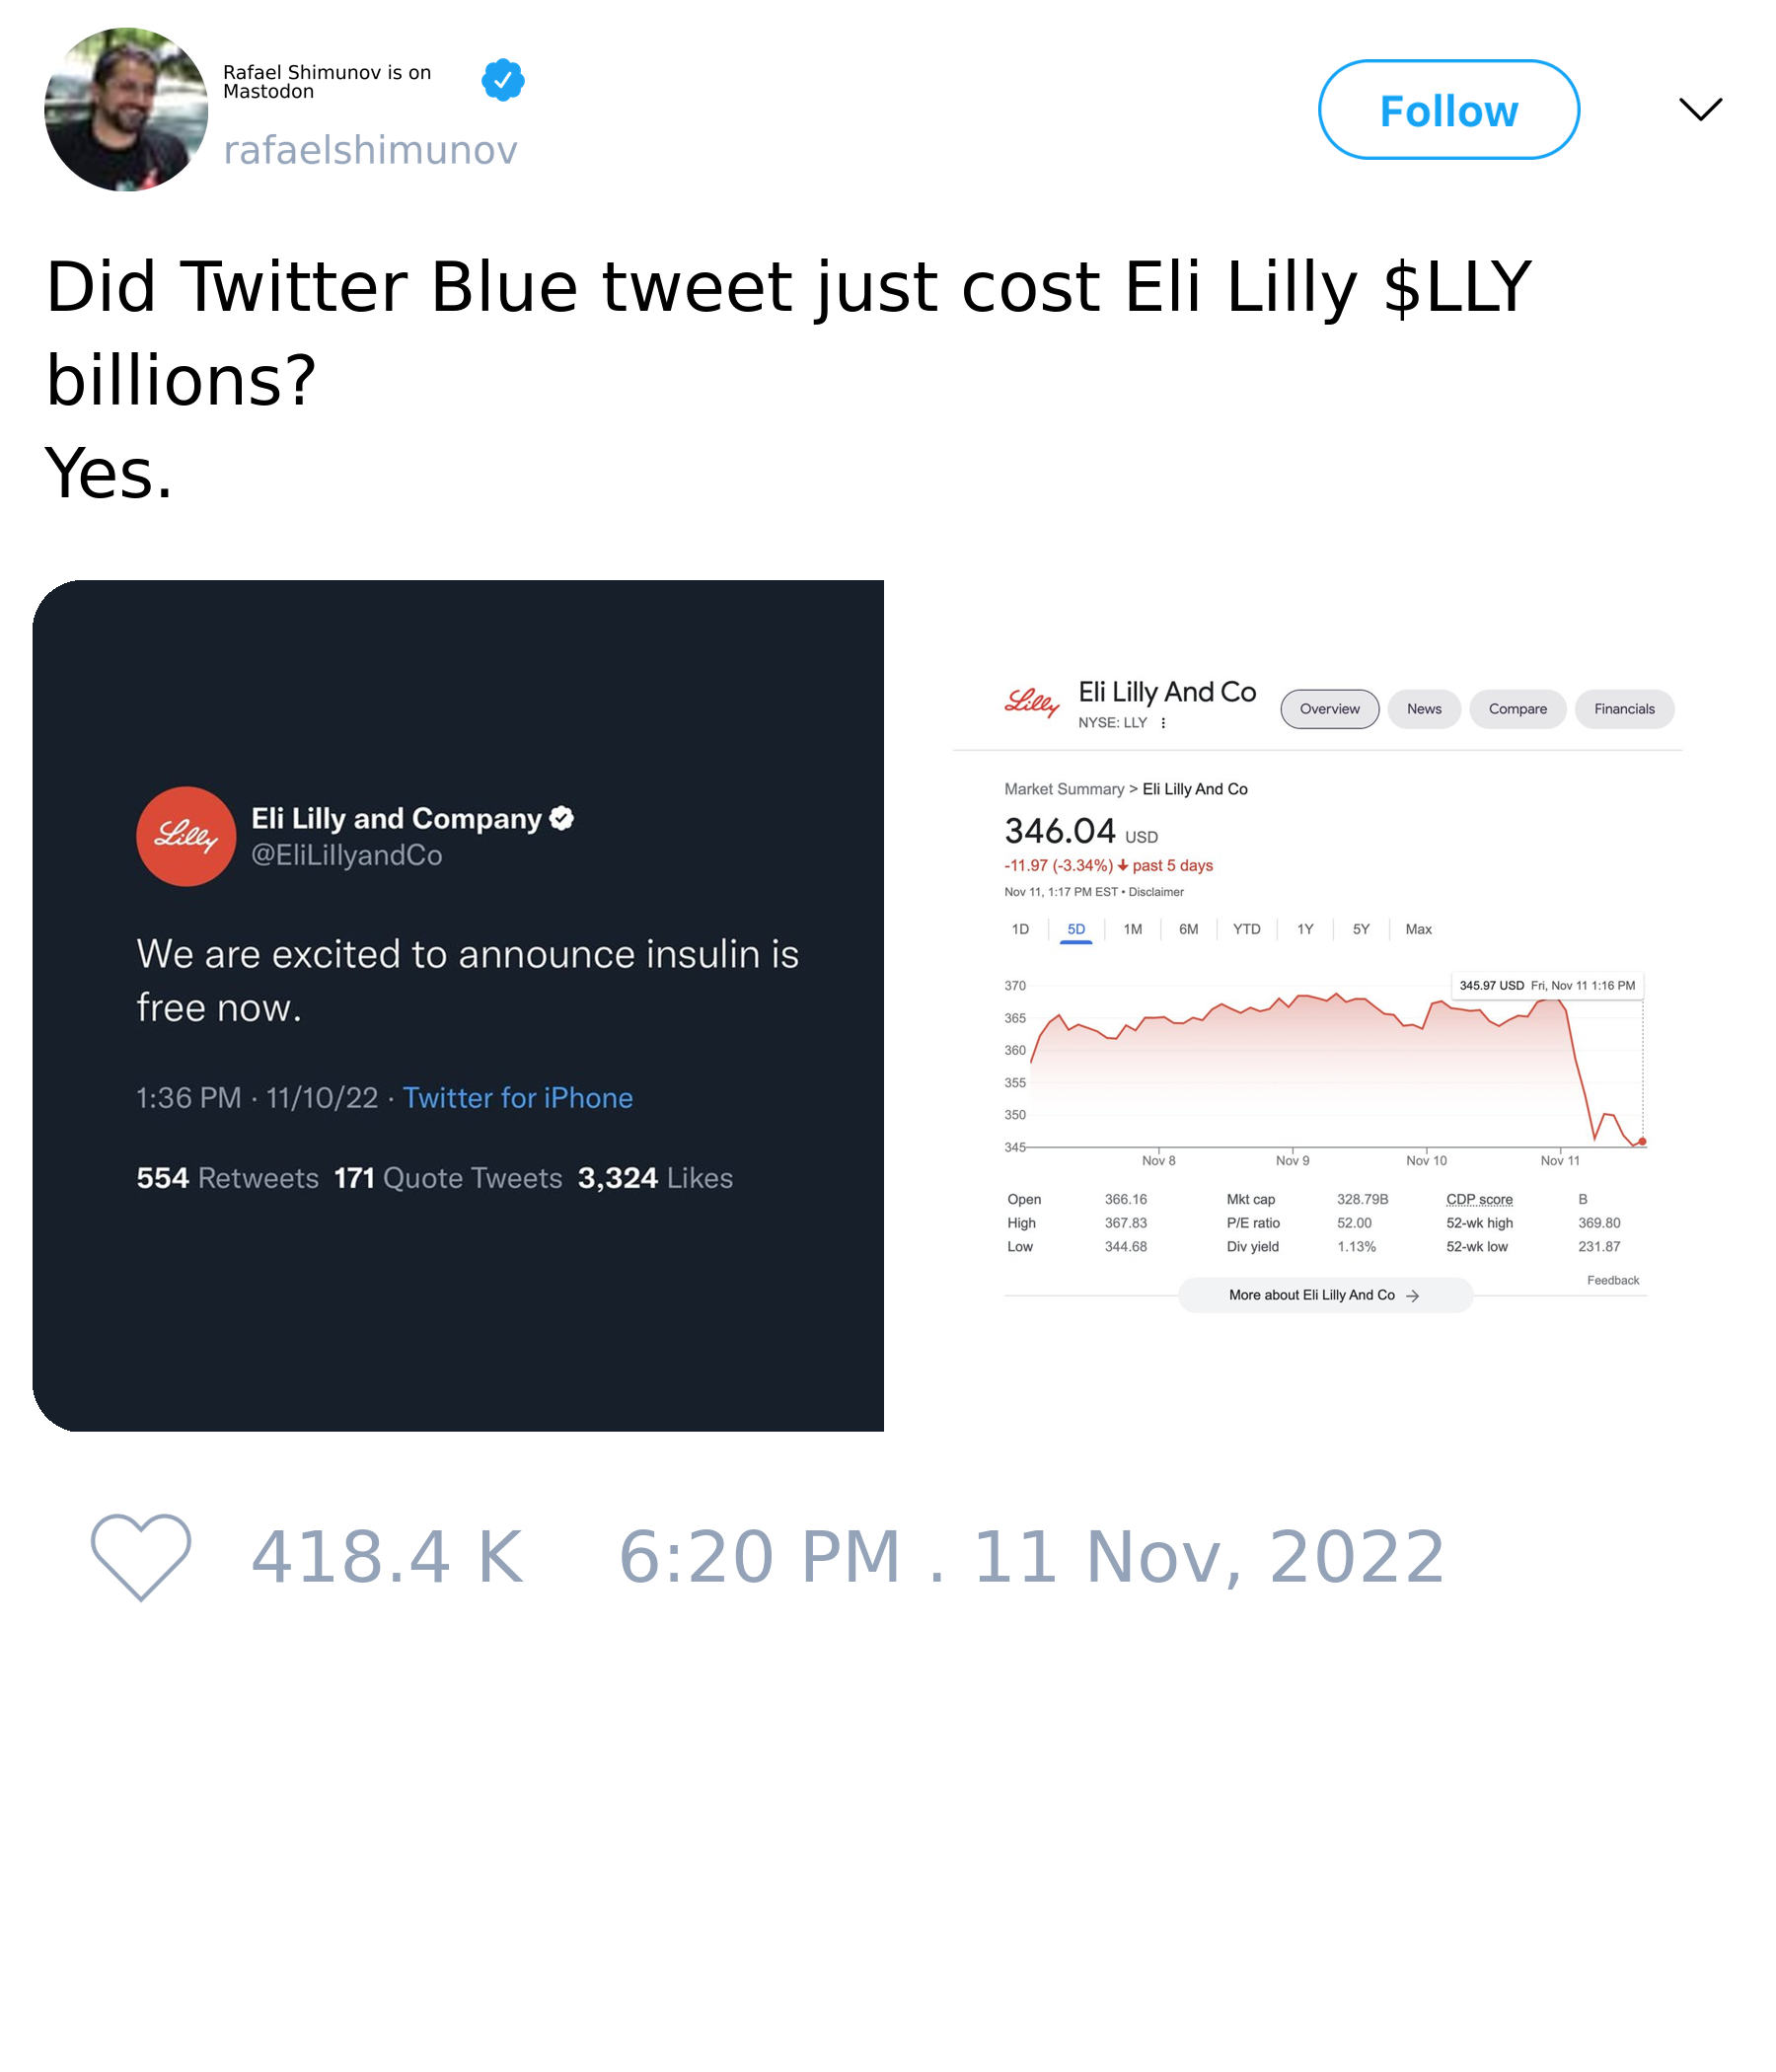 Rafael Shimunov is on
Mastodon
rafaelshimunov
Follow
Did Twitter Blue tweet just cost Eli Lilly $LLY
billions?
Yes.
Lilly
Eli Lilly and Company
@EliLillyandCo
We are excited to announce insulin is
free now.
1:36 PM · 11/10/22 · Twitter for iPhone
554 Retweets 171 Quote Tweets 3,324 Likes
Lilly
Eli Lilly And Co
NYSE: LLY
Overview News Compare Financials
Market Summary > Eli Lilly And Co
346.04 USD
-11.97 (-3.34%) ↓ past 5 days
Nov 11, 1:17 PM EST • Disclaimer
1D 5D 1M 6M YTD 1Y 5Y Max
345.97 USD Fri, Nov 11 1:16 PM
370
365
360
355
350
345
Nov 8 Nov 9 Nov 10 Nov 11
Open 366.16 Mkt cap 328.79B CDP score B
High 367.83 P/E ratio 52.00 52-wk high 369.80
Low 344.68 Div yield 1.13% 52-wk low 231.87
Feedback
More about Eli Lilly And Co →
418.4 K 6:20 PM . 11 Nov, 2022